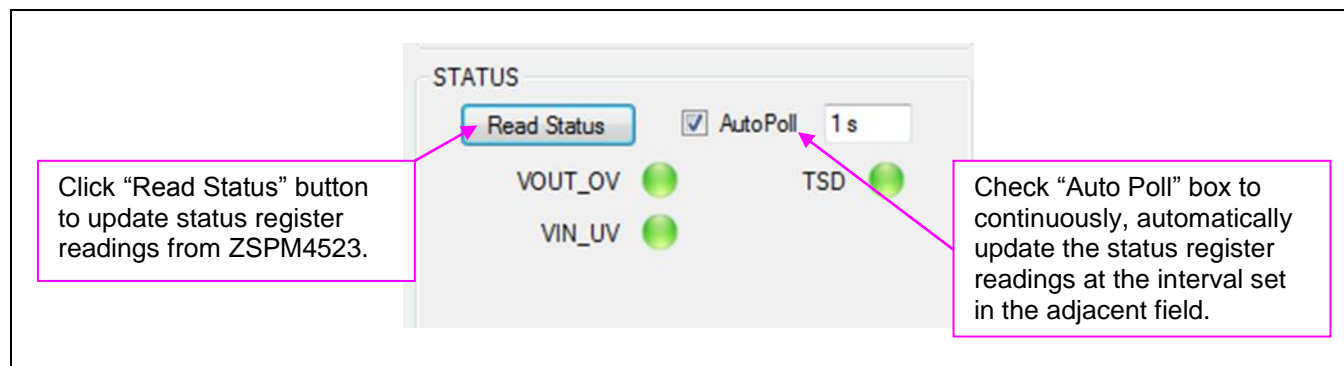 STATUS
Read Status
AutoPoll
1 s
VOUT_OV
TSD
VIN_UV
Click “Read Status” button
to update status register
readings from ZSPM4523.
Check “Auto Poll” box to
continuously, automatically
update the status register
readings at the interval set
in the adjacent field.